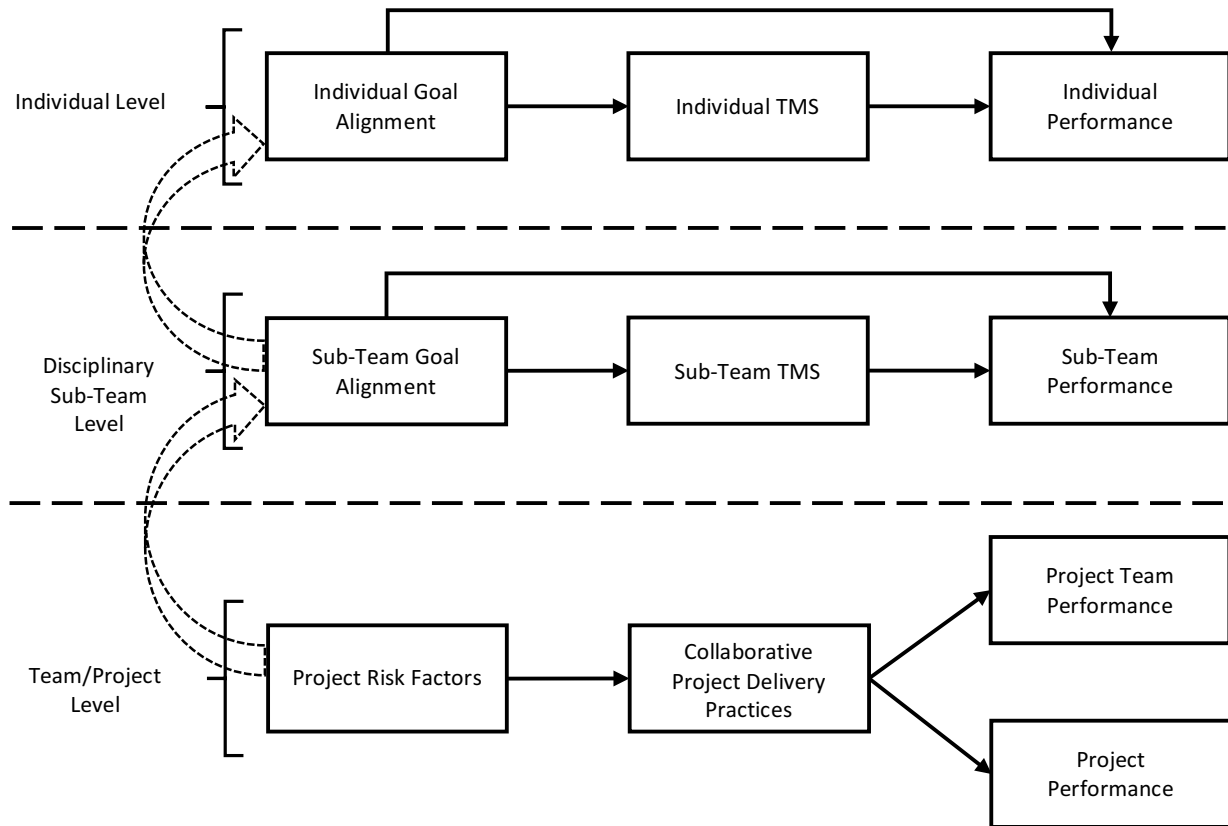 Individual Level
Individual Goal
Alignment
Individual TMS
Individual
Performance
Disciplinary
Sub-Team
Level
Sub-Team Goal
Alignment
Sub-Team TMS
Sub-Team
Performance
Team/Project
Level
Project Risk Factors
Collaborative
Project Delivery
Practices
Project Team
Performance
Project
Performance